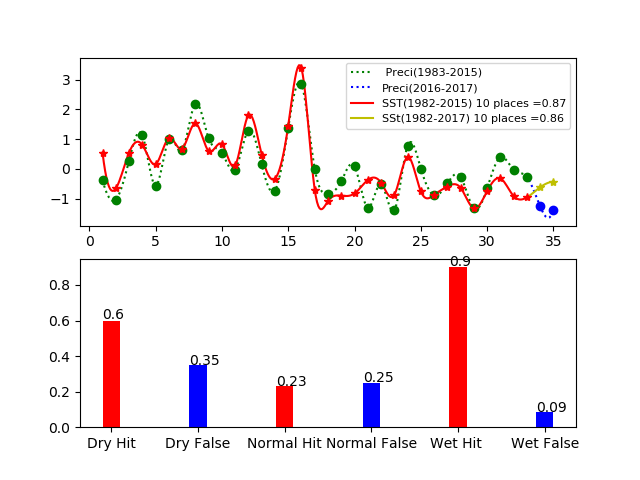 Preci(1983-2015)
Preci(2016-2017)
SST(1982-2015) 10 places =0.87
SSt(1982-2017) 10 places =0.86
3
2
1
0
−1
0 5 10 15 20 25 30 35
0.8
0.6
0.4
0.2
0.0
0.6 0.35 0.23 0.25 0.9 0.09
Dry Hit Dry False Normal Hit Normal False Wet Hit Wet False